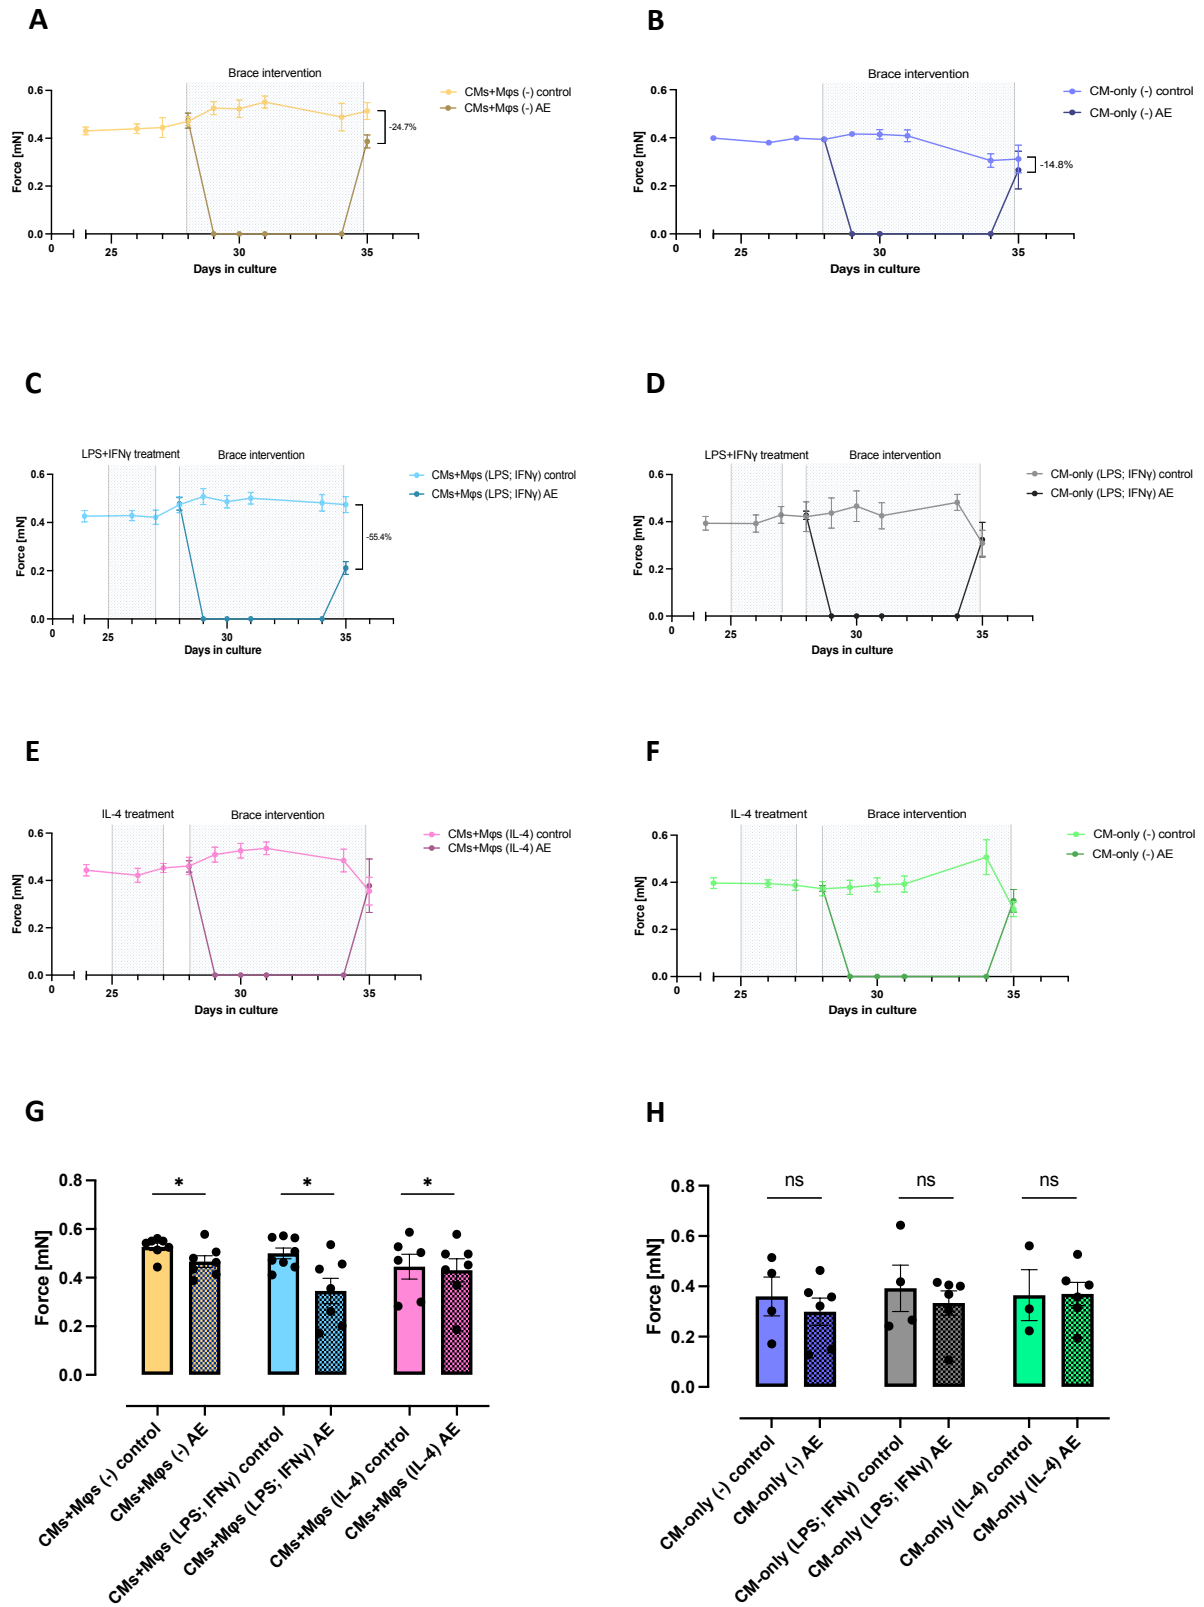 A
Brace intervention
CMs+Mφs (-) control
CMs+Mφs (-) AE
-24.7%
Force [mN]
0.6
0.4
0.2
0.0
0
25
30
35
Days in culture
B
Brace intervention
CM-only (-) control
CM-only (-) AE
-14.8%
Force [mN]
0.6
0.4
0.2
0.0
0
25
30
35
Days in culture
C
LPS+IFNγ treatment
Brace intervention
CMs+Mφs (LPS; IFNγ) control
CMs+Mφs (LPS; IFNγ) AE
-55.4%
Force [mN]
0.6
0.4
0.2
0.0
0
25
30
35
Days in culture
D
LPS+IFNγ treatment
Brace intervention
CM-only (LPS; IFNγ) control
CM-only (LPS; IFNγ) AE
Force [mN]
0.6
0.4
0.2
0.0
0
25
30
35
Days in culture
E
IL-4 treatment
Brace intervention
CMs+Mφs (IL-4) control
CMs+Mφs (IL-4) AE
Force [mN]
0.6
0.4
0.2
0.0
0
25
30
35
Days in culture
F
IL-4 treatment
Brace intervention
CM-only (-) control
CM-only (-) AE
Force [mN]
0.6
0.4
0.2
0.0
0
25
30
35
Days in culture
G
Force [mN]
0.8
0.6
0.4
0.2
0.0
*
*
*
CMs+Mφs (-) control
CMs+Mφs (-) AE
CMs+Mφs (LPS; IFNγ) control
CMs+Mφs (LPS; IFNγ) AE
CMs+Mφs (IL-4) control
CMs+Mφs (IL-4) AE
H
Force [mN]
0.8
0.6
0.4
0.2
0.0
ns
ns
ns
CM-only (-) control
CM-only (-) AE
CM-only (LPS; IFNγ) control
CM-only (LPS; IFNγ) AE
CM-only (IL-4) control
CM-only (IL-4) AE